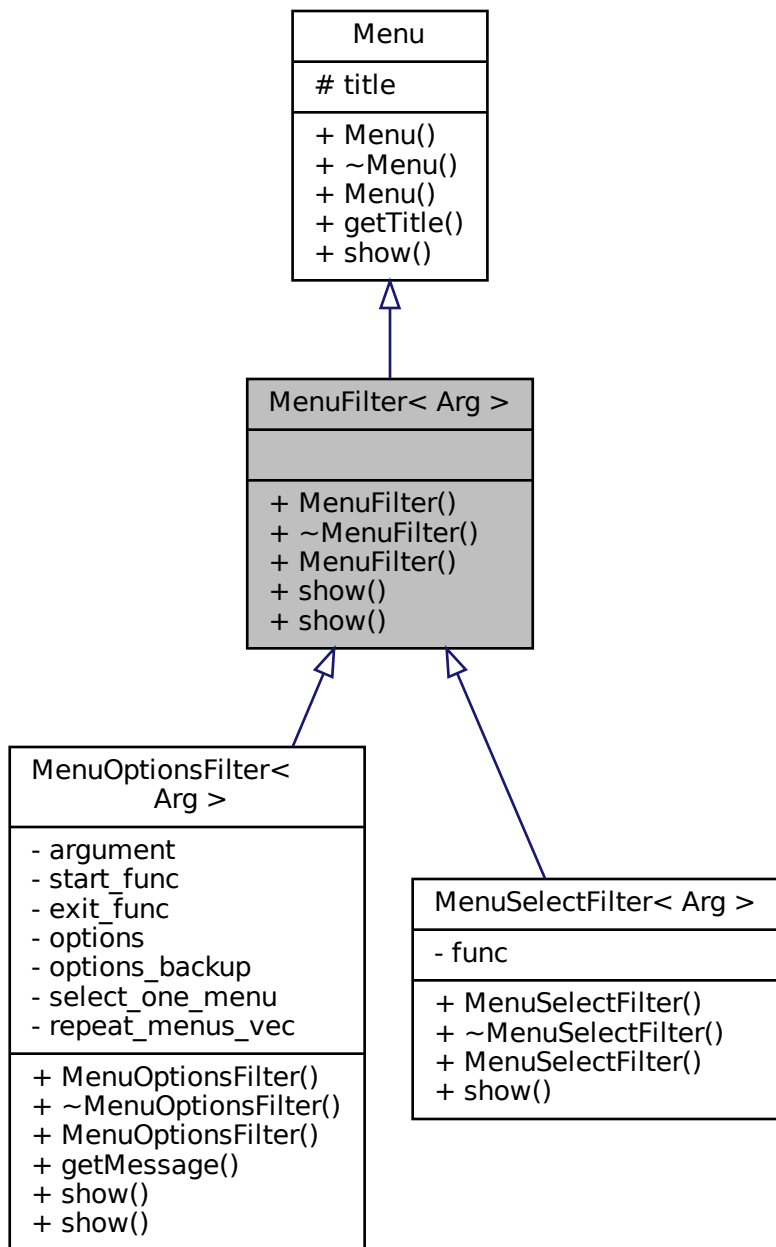 Menu
# title
+ Menu()
+ ~Menu()
+ Menu()
+ getTitle()
+ show()
MenuFilter< Arg >
+ MenuFilter()
+ ~MenuFilter()
+ MenuFilter()
+ show()
+ show()
MenuOptionsFilter<
Arg >
- argument
- start_func
- exit_func
- options
- options_backup
- select_one_menu
- repeat_menus_vec
+ MenuOptionsFilter()
+ ~MenuOptionsFilter()
+ MenuOptionsFilter()
+ getMessage()
+ show()
+ show()
MenuSelectFilter< Arg >
- func
+ MenuSelectFilter()
+ ~MenuSelectFilter()
+ MenuSelectFilter()
+ show()